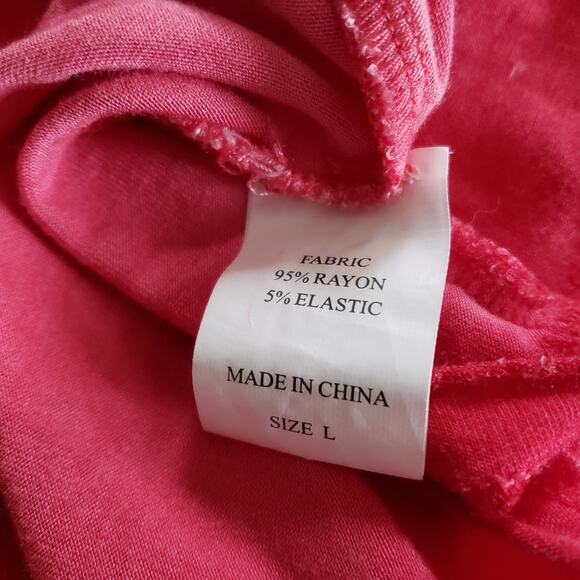 FABRIC
95% RAYON
5% ELASTIC
MADE IN CHINA
SIZE L